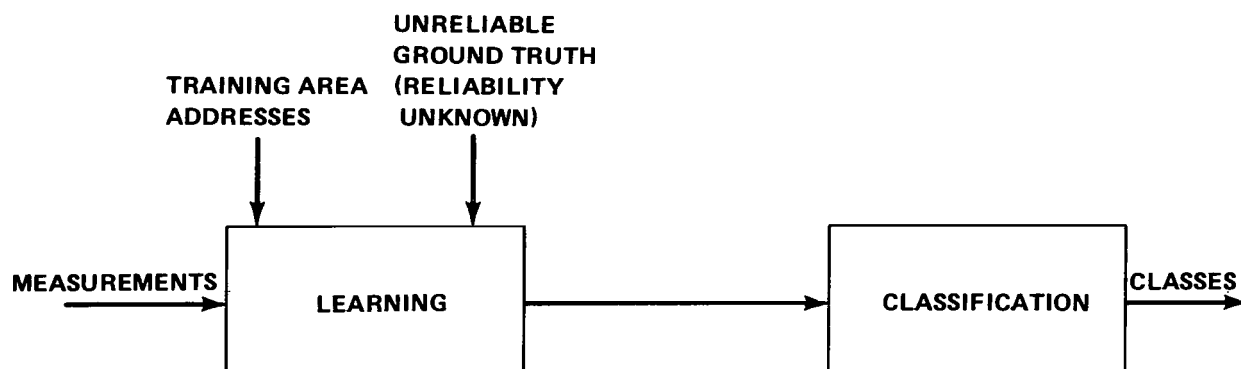 UNRELIABLE
GROUND TRUTH
(RELIABILITY
UNKNOWN)
TRAINING AREA
ADDRESSES
MEASUREMENTS
LEARNING
CLASSIFICATION
CLASSES